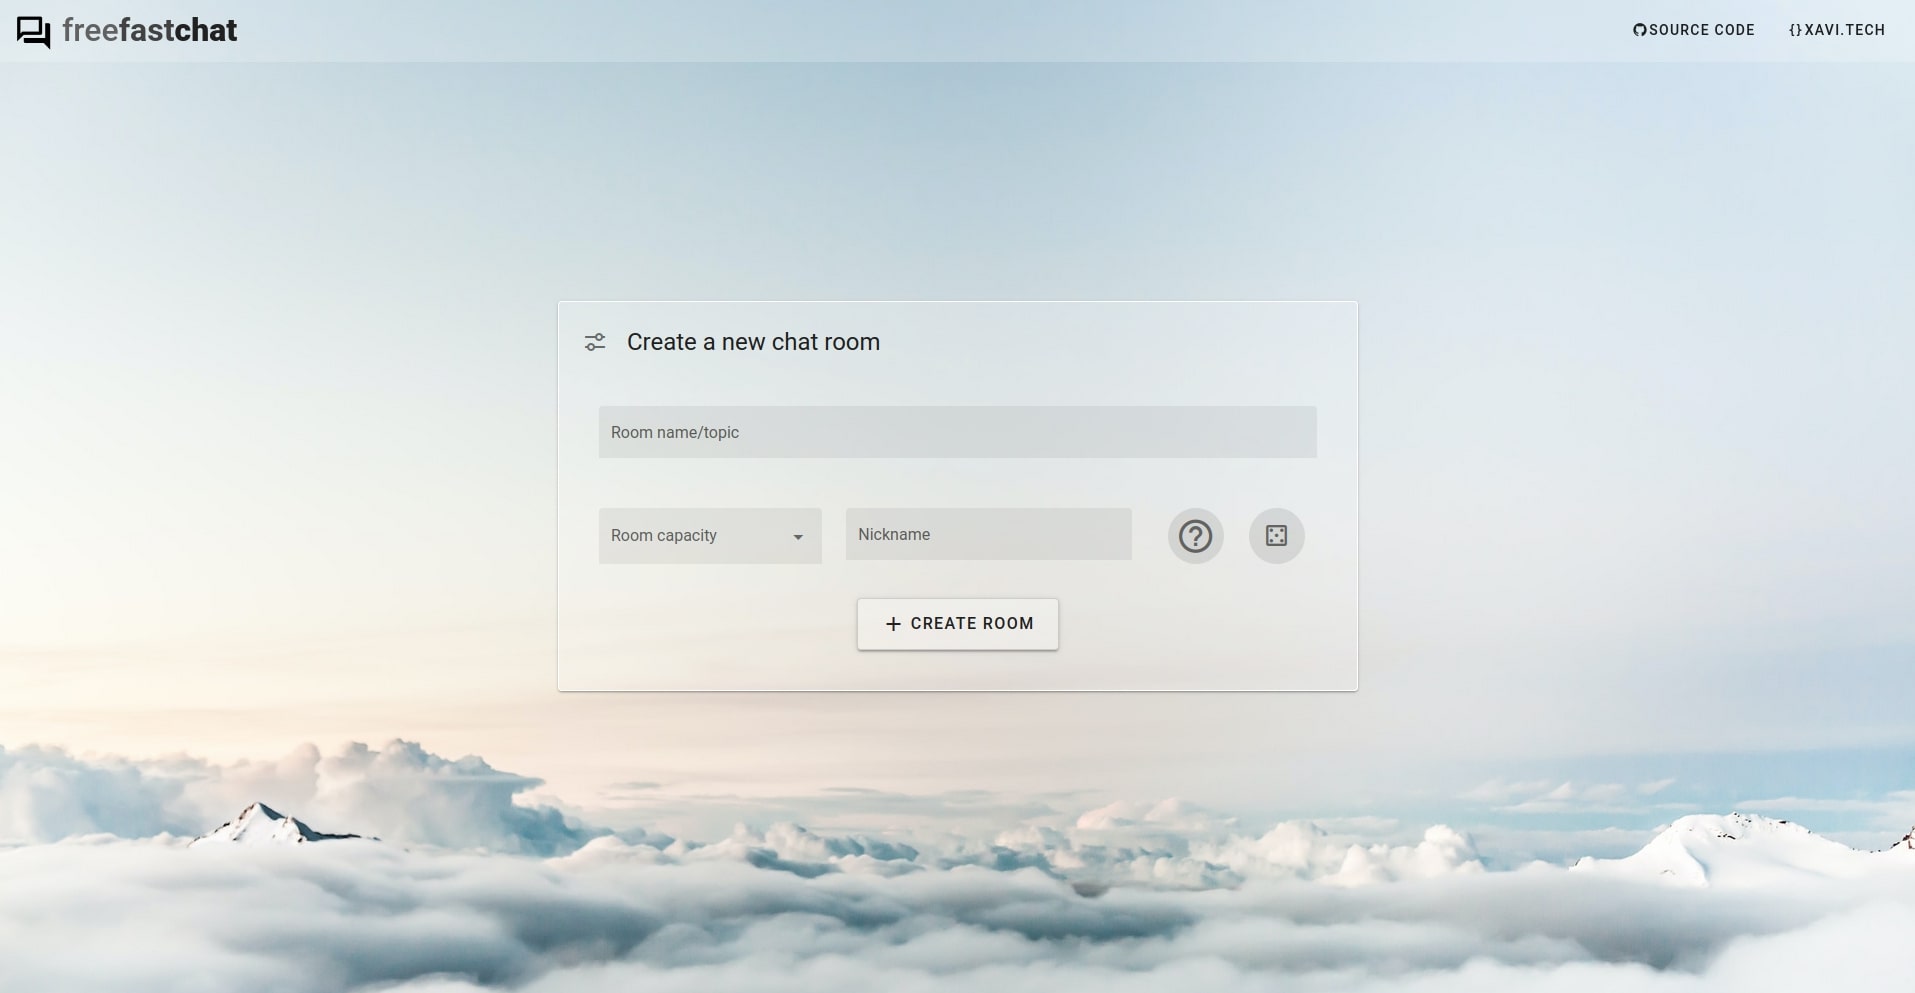 freefastchat
SOURCE CODE
{} XAVI.TECH
Create a new chat room
Room name/topic
Room capacity
Nickname
+ CREATE ROOM